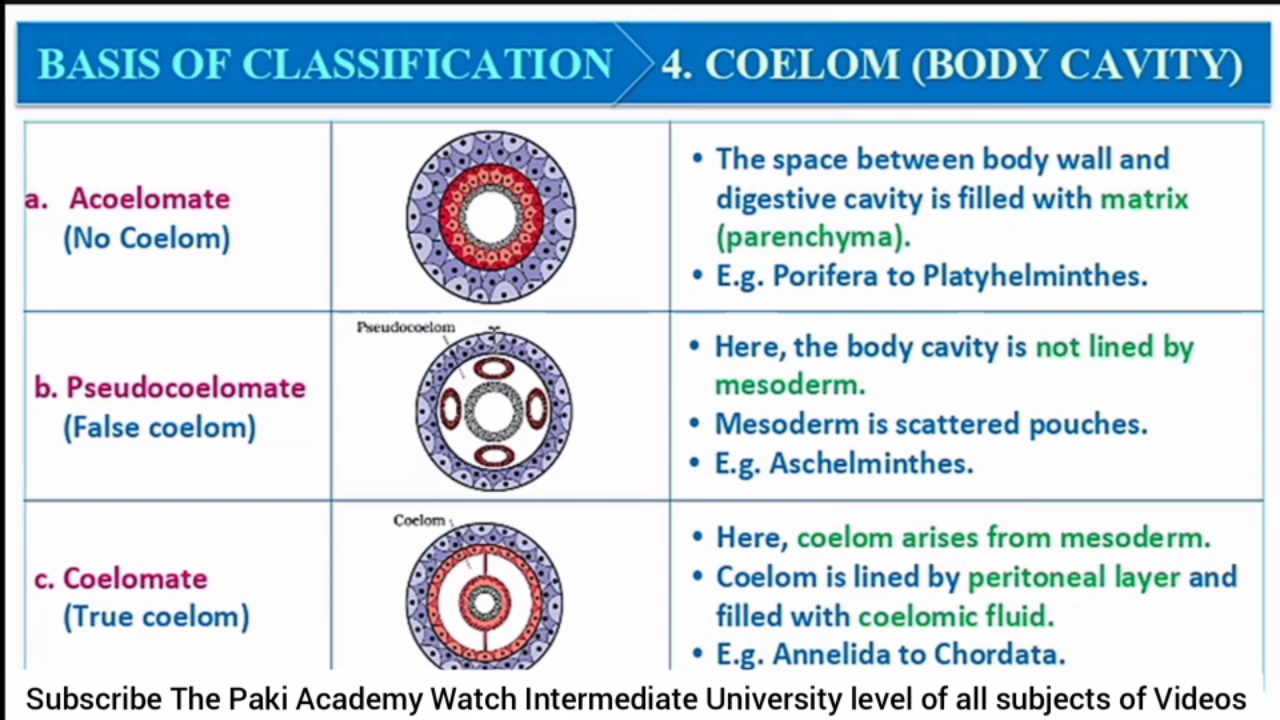 BASIS OF CLASSIFICATION
4. COELOM (BODY CAVITY)
a. Acoelomate
(No Coelom)
• The space between body wall and
digestive cavity is filled with matrix
(parenchyma).
• E.g. Porifera to Platyhelminthes.
b. Pseudocoelomate
(False coelom)
Pseudocoelom
• Here, the body cavity is not lined by
mesoderm.
• Mesoderm is scattered pouches.
• E.g. Aschelminthes.
c. Coelomate
(True coelom)
Coelom
• Here, coelom arises from mesoderm.
• Coelom is lined by peritoneal layer and
filled with coelomic fluid.
• E.g. Annelida to Chordata.
Subscribe The Paki Academy Watch Intermediate University level of all subjects of Videos